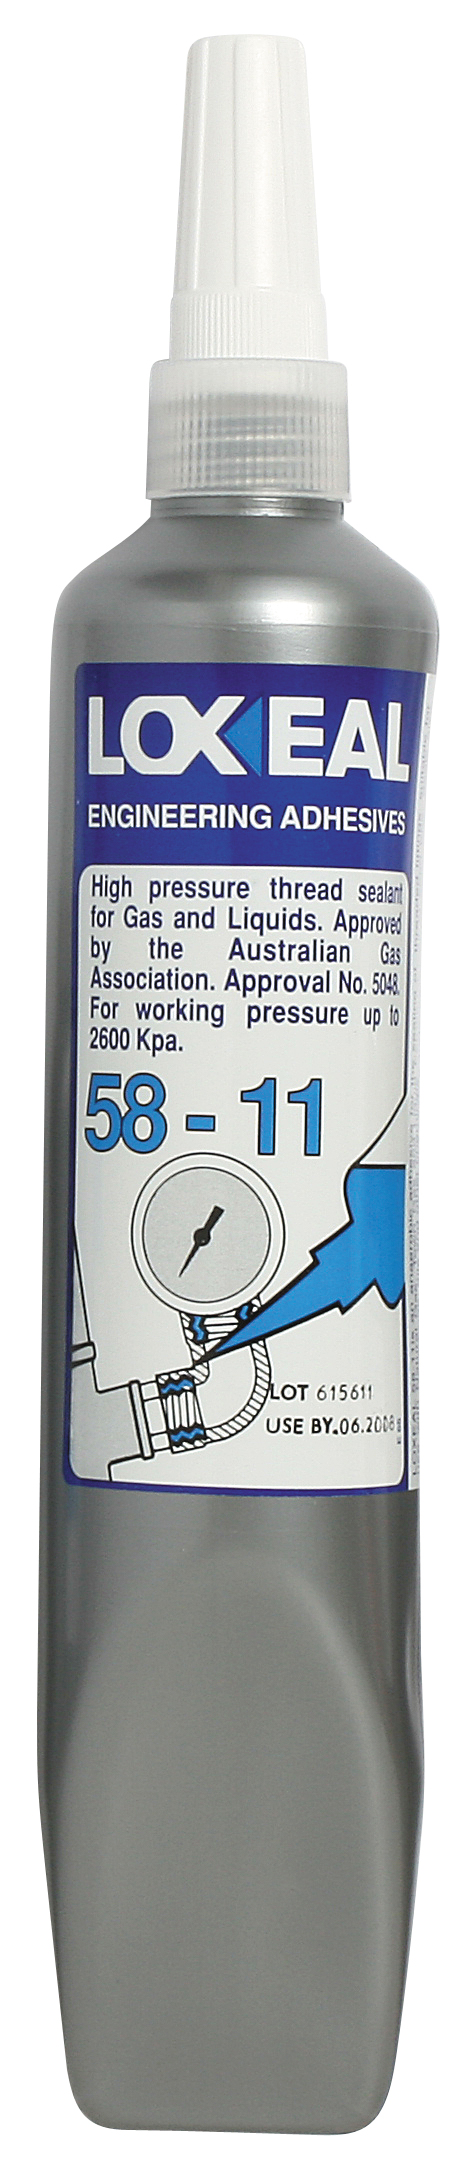 LOXEAL
ENGINEERING ADHESIVES
High pressure thread sealant
for Gas and Liquids. Approved
by the Australian Gas
Association. Approval No. 5048.
For working pressure up to
2600 Kpa.
58 - 11
LOT 615611
USE BY.06.2008